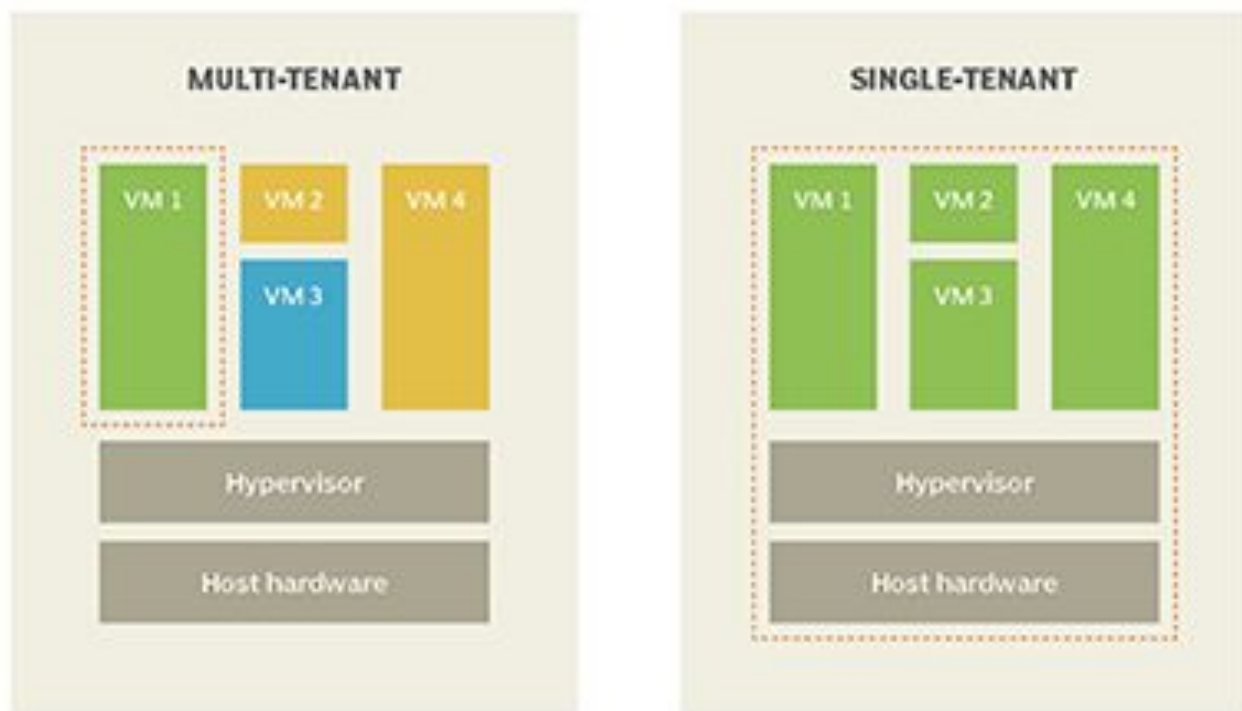 MULTI-TENANT
VM 1
VM 2
VM 4
VM 3
Hypervisor
Host hardware
SINGLE-TENANT
VM 1
VM 2
VM 4
VM 3
Hypervisor
Host hardware